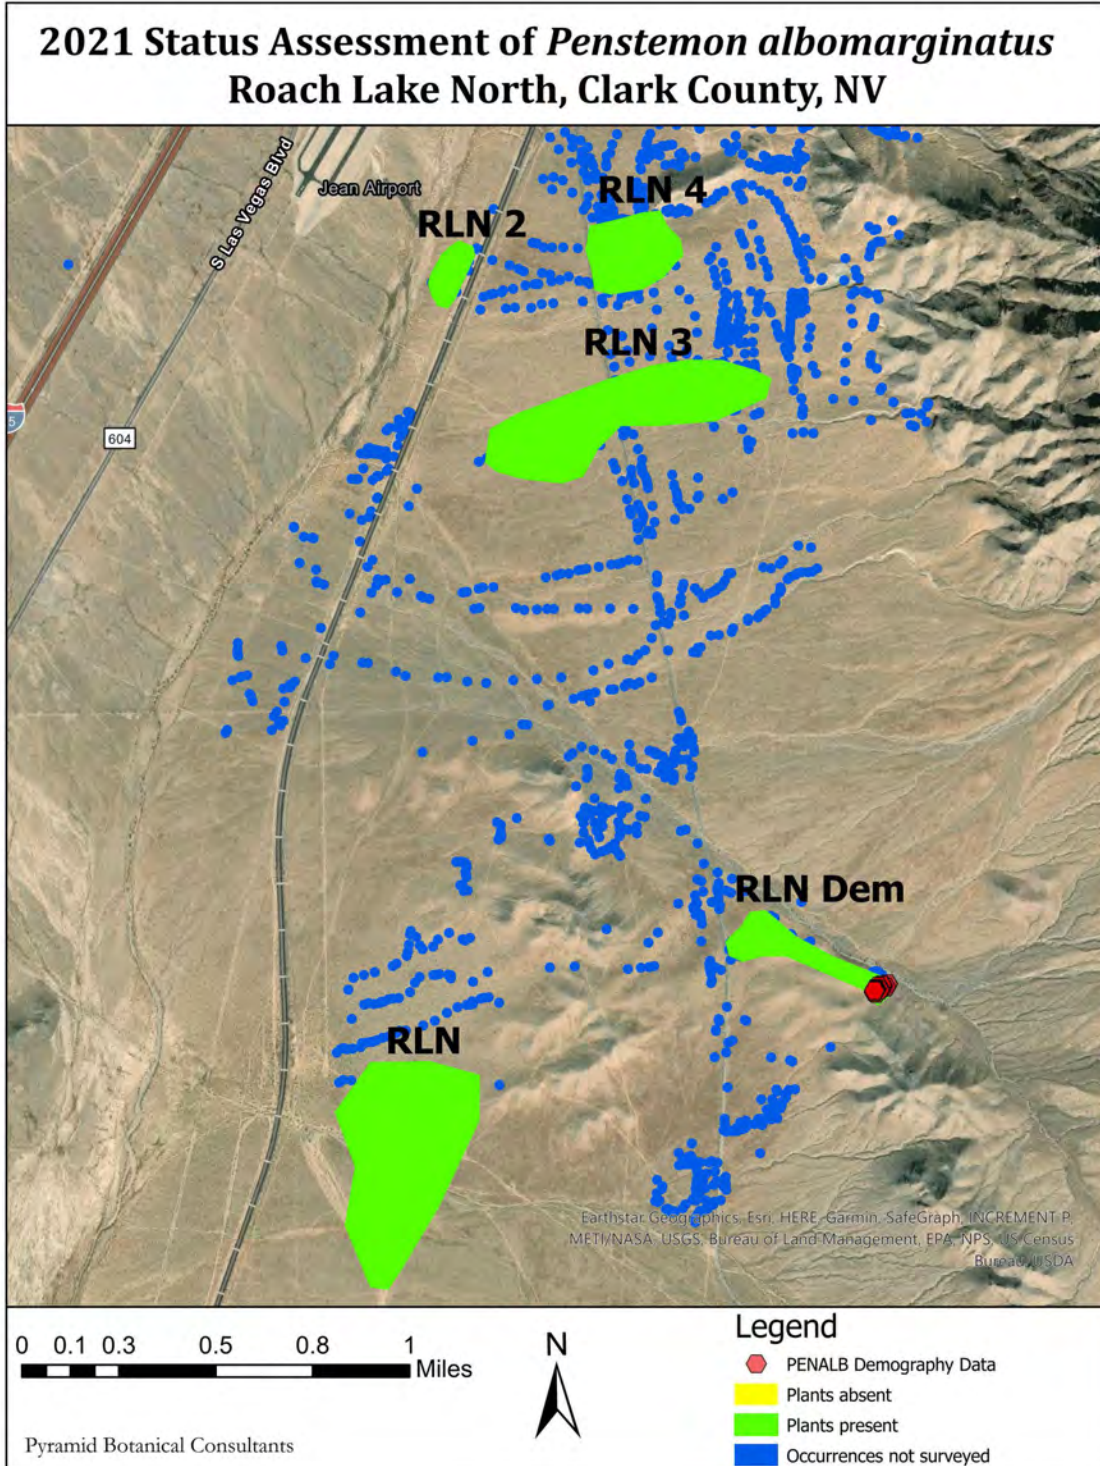 2021 Status Assessment of Penstemon albomarginatus
Roach Lake North, Clark County, NV
S Las Vegas Blvd
Jean Airport
RLN 4
RLN 2
RLN 3
5
604
RLN Dem
RLN
Earthstar Geographics, Esri, HERE, Garmin, SafeGraph, INCREMENT P,
METI/NASA, USGS, Bureau of Land Management, EPA, NPS, US Census
Bureau, USDA
0 0.1 0.3 0.5 0.8 1
Miles
N
Legend
PENALB Demography Data
Plants absent
Plants present
Occurrences not surveyed
Pyramid Botanical Consultants